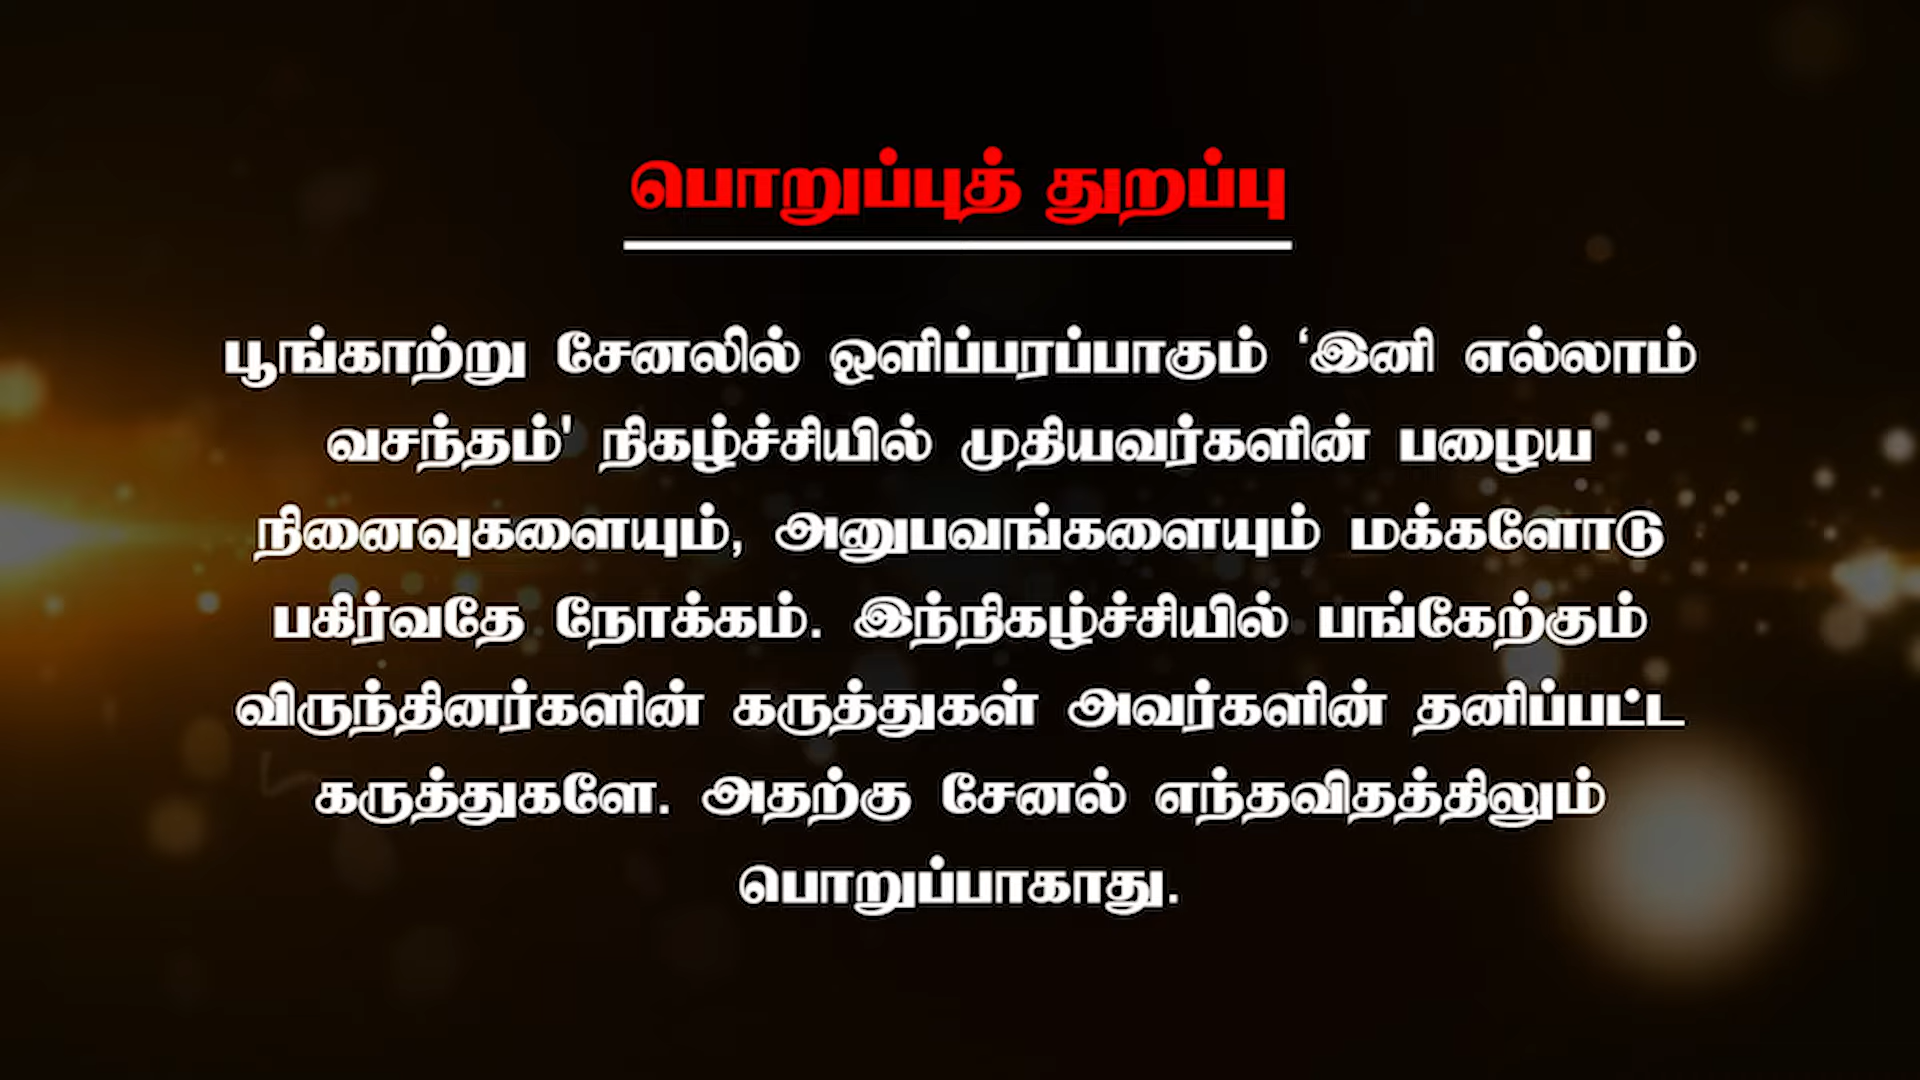 பொறுப்புத் துறப்பு
பூங்காற்று சேனலில் ஒளிப்பரப்பாகும் ‘இனி எல்லாம்
வசந்தம்' நிகழ்ச்சியில் முதியவர்களின் பழைய
நினைவுகளையும், அனுபவங்களையும் மக்களோடு
பகிர்வதே நோக்கம். இந்நிகழ்ச்சியில் பங்கேற்கும்
விருந்தினர்களின் கருத்துகள் அவர்களின் தனிப்பட்ட
கருத்துகளே. அதற்கு சேனல் எந்தவிதத்திலும்
பொறுப்பாகாது.